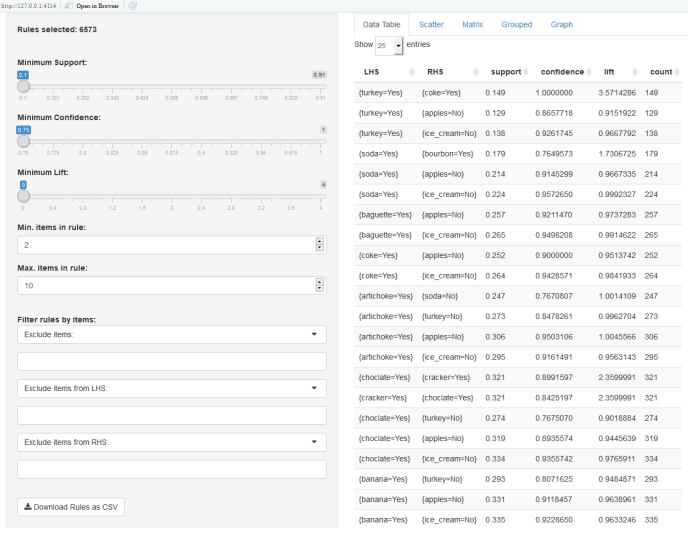 http://127.0.0.1:4114 Open in Browser
Rules selected: 6573
Minimum Support:
0.1 0.91
0.1 0.181 0.262 0.343 0.424 0.505 0.586 0.667 0.748 0.829 0.91
Minimum Confidence:
0.75 1
0.75 0.775 0.8 0.825 0.85 0.875 0.9 0.925 0.95 0.975 1
Minimum Lift:
0 4
0 0.4 0.8 1.2 1.6 2 2.4 2.8 3.2 3.6 4
Min. items in rule:
2
Max. items in rule:
10
Filter rules by items:
Exclude items:
Exclude items from LHS:
Exclude items from RHS:
Download Rules as CSV
Data Table Scatter Matrix Grouped Graph
Show 25 entries
LHS RHS support confidence lift count
{turkey=Yes} {coke=Yes} 0.149 1.0000000 3.5714286 149
{turkey=Yes} {apples=No} 0.129 0.8657718 0.9151922 129
{turkey=Yes} {ice_cream=No} 0.138 0.9261745 0.9667792 138
{soda=Yes} {bourbon=Yes} 0.179 0.7649573 1.7306725 179
{soda=Yes} {apples=No} 0.214 0.9145299 0.9667335 214
{soda=Yes} {ice_cream=No} 0.224 0.9572650 0.9992327 224
{baguette=Yes} {apples=No} 0.257 0.9211470 0.9737283 257
{baguette=Yes} {ice_cream=No} 0.265 0.9498208 0.9914622 265
{coke=Yes} {apples=No} 0.252 0.9000000 0.9513742 252
{coke=Yes} {ice_cream=No} 0.264 0.9428571 0.9841933 264
{artichoke=Yes} {soda=No} 0.247 0.7670807 1.0014109 247
{artichoke=Yes} {turkey=No} 0.273 0.8478261 0.9962704 273
{artichoke=Yes} {apples=No} 0.306 0.9503106 1.0045566 306
{artichoke=Yes} {ice_cream=No} 0.295 0.9161491 0.9563143 295
{choclate=Yes} {cracker=Yes} 0.321 0.8991597 2.3599991 321
{cracker=Yes} {choclate=Yes} 0.321 0.8425197 2.3599991 321
{choclate=Yes} {turkey=No} 0.274 0.7675070 0.9018884 274
{choclate=Yes} {apples=No} 0.319 0.8935574 0.9445639 319
{choclate=Yes} {ice_cream=No} 0.334 0.9355742 0.9765911 334
{banana=Yes} {turkey=No} 0.293 0.8071625 0.9484871 293
{banana=Yes} {apples=No} 0.331 0.9118457 0.9638961 331
{banana=Yes} {ice_cream=No} 0.335 0.9228650 0.9633246 335